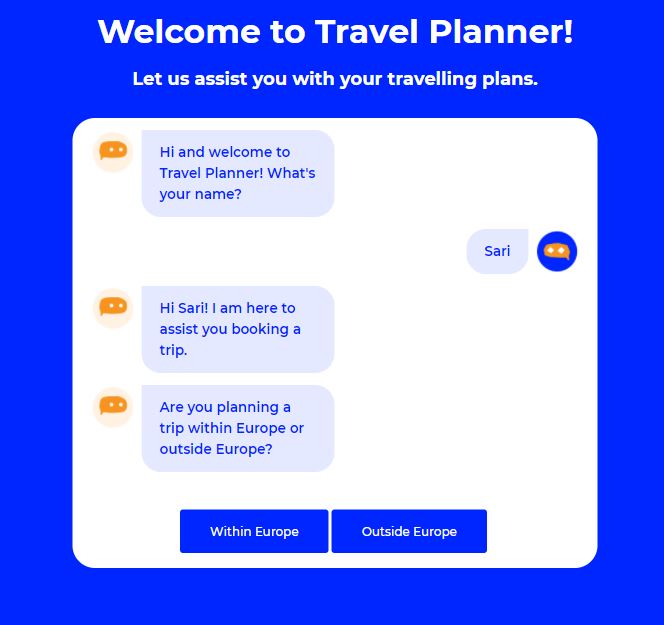 Welcome to Travel Planner!
Let us assist you with your travelling plans.
Hi and welcome to
Travel Planner! What's
your name?
Sari
Hi Sari! I am here to
assist you booking a
trip.
Are you planning a
trip within Europe or
outside Europe?
Within Europe
Outside Europe